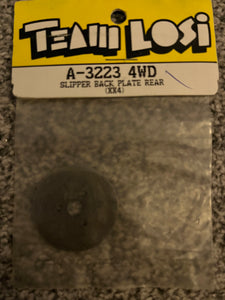 TEAM LOSI
A-3223 4WD
SLIPPER BACK PLATE REAR
(XX4)